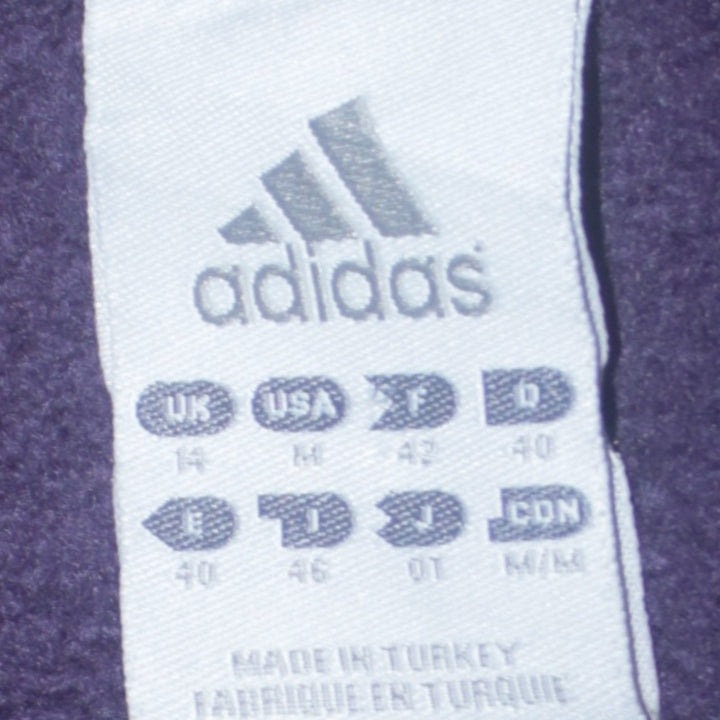 adidas
UK USA F D
14 M 42 40
E I J CDN
40 46 OT M/M
MADE IN TURKEY
FABRIQUE EN TURQUIE